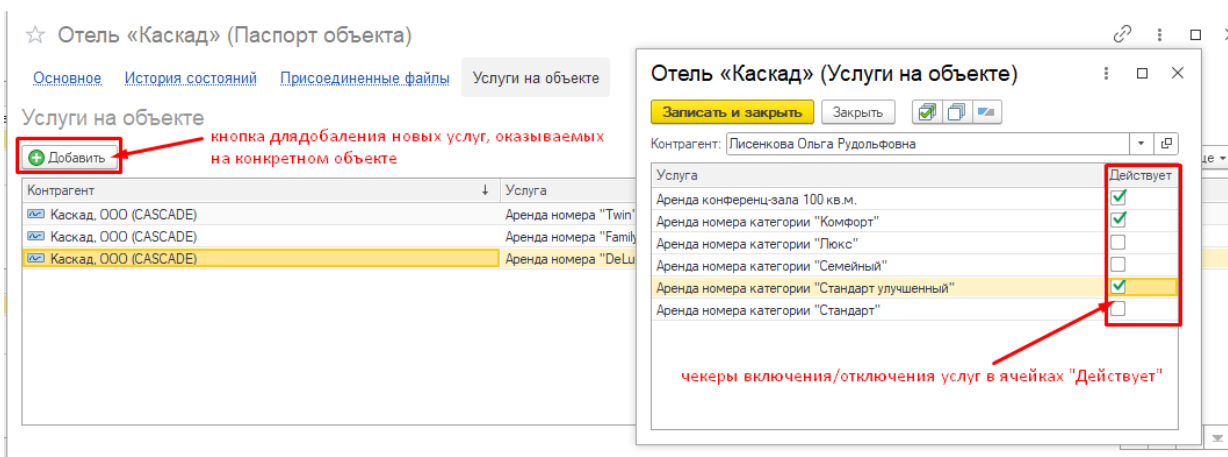 Отель «Каскад» (Паспорт объекта)
Основное История состояний Присоединенные файлы Услуги на объекте
Услуги на объекте
кнопка длядобаления новых услуг, оказываемых
на конкретном объекте
Добавить
Контрагент ↓ Услуга
Каскад, ООО (CASCADE) Аренда номера "Twin"
Каскад, ООО (CASCADE) Аренда номера "Family
Каскад, ООО (CASCADE) Аренда номера "DeLu
Отель «Каскад» (Услуги на объекте)
Записать и закрыть Закрыть
Контрагент: Лисенкова Ольга Рудольфовна
Услуга Действует
Аренда конференц-зала 100 кв.м.
Аренда номера категории "Комфорт"
Аренда номера категории "Люкс"
Аренда номера категории "Семейный"
Аренда номера категории "Стандарт улучшенный"
Аренда номера категории "Стандарт"
чекеры включения/отключения услуг в ячейках "Действует"